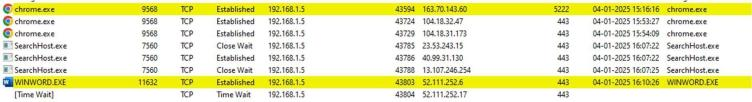 chrome.exe 9568 TCP Established 192.168.1.5 43594 163.70.143.60 5222 04-01-2025 15:16:16 chrome.exe
chrome.exe 9568 TCP Established 192.168.1.5 43724 104.18.32.47 443 04-01-2025 15:53:27 chrome.exe
chrome.exe 9568 TCP Established 192.168.1.5 43729 104.18.31.173 443 04-01-2025 15:54:09 chrome.exe
SearchHost.exe 7560 TCP Close Wait 192.168.1.5 43785 23.53.243.15 443 04-01-2025 16:07:22 SearchHost.exe
SearchHost.exe 7560 TCP Established 192.168.1.5 43786 40.99.31.130 443 04-01-2025 16:07:22 SearchHost.exe
SearchHost.exe 7560 TCP Close Wait 192.168.1.5 43788 13.107.246.254 443 04-01-2025 16:07:25 SearchHost.exe
WINWORD.EXE 11632 TCP Established 192.168.1.5 43803 52.111.252.6 443 04-01-2025 16:10:26 WINWORD.EXE
[Time Wait] TCP Time Wait 192.168.1.5 43804 52.111.252.17 443